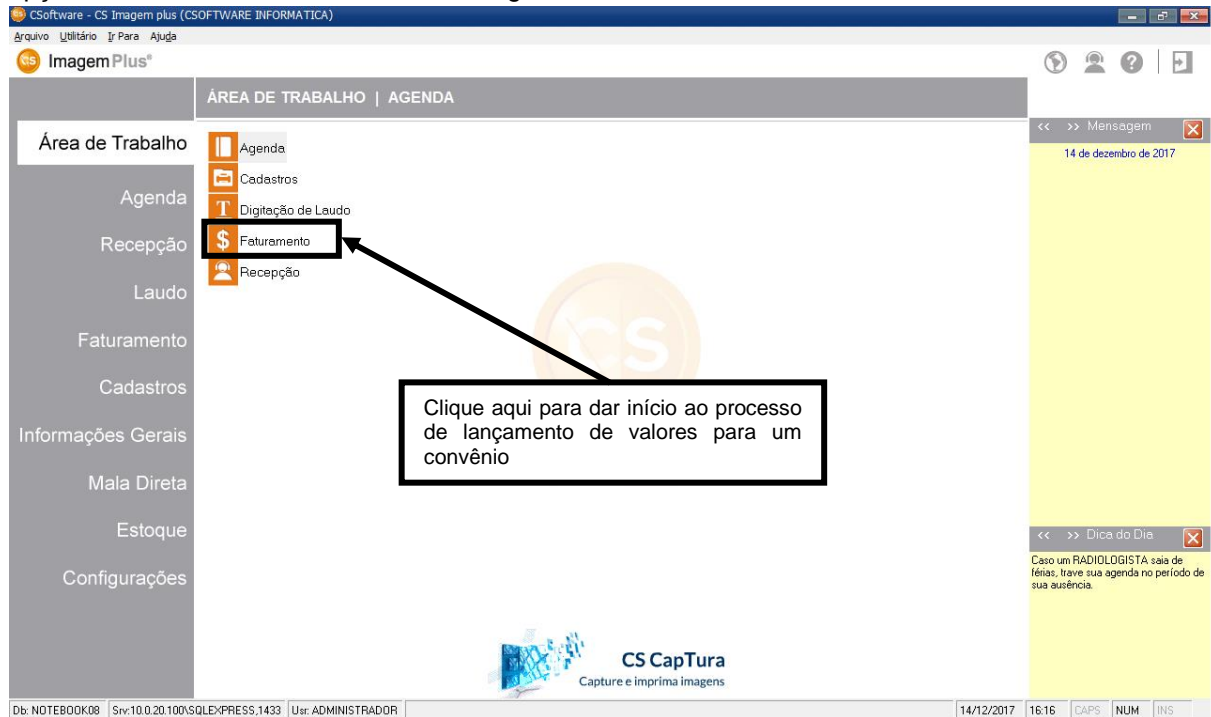 CSoftware - CS Imagem plus (CSOFTWARE INFORMATICA)
Arquivo Utilitário Ir Para Ajuda
cs ImagemPlus®
ÁREA DE TRABALHO | AGENDA
Área de Trabalho
Agenda
Recepção
Laudo
Faturamento
Cadastros
Informações Gerais
Mala Direta
Estoque
Configurações
Agenda
Cadastros
T Digitação de Laudo
$ Faturamento
Recepção
CS
Clique aqui para dar início ao processo
de lançamento de valores para um
convênio
<< >> Mensagem
14 de dezembro de 2017
<< >> Dica do Dia
Caso um RADIOLOGISTA saia de
férias, trave sua agenda no período de
sua ausência.
CS CapTura
Capture e imprima imagens
Db: NOTEBOOK08 Srv:10.0.20.100\SQLEXPRESS,1433 Usr: ADMINISTRADOR 14/12/2017 16:16 CAPS NUM INS